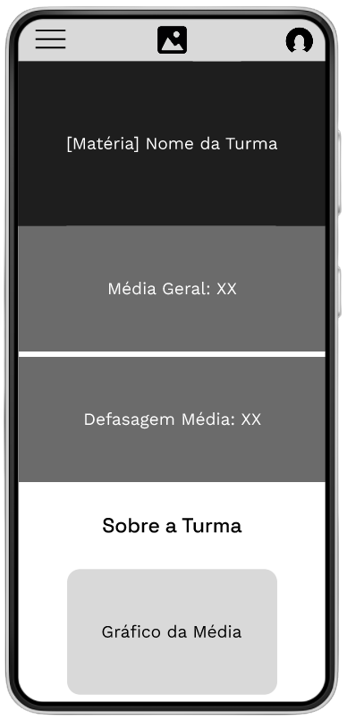 [Matéria] Nome da Turma
Média Geral: XX
Defasagem Média: XX
Sobre a Turma
Gráfico da Média